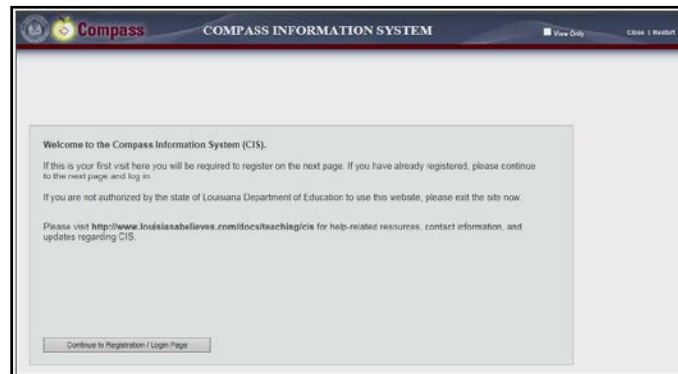 Compass COMPASS INFORMATION SYSTEM View Only Close | Restart
Welcome to the Compass Information System (CIS).
If this is your first visit here you will be required to register on the next page. If you have already registered, please continue
to the next page and log in.
If you are not authorized by the state of Louisiana Department of Education to use this website, please exit the site now.
Please visit http://www.louisianabelieves.com/docs/teaching/cis for help-related resources, contact information, and
updates regarding CIS.
Continue to Registration / Login Page